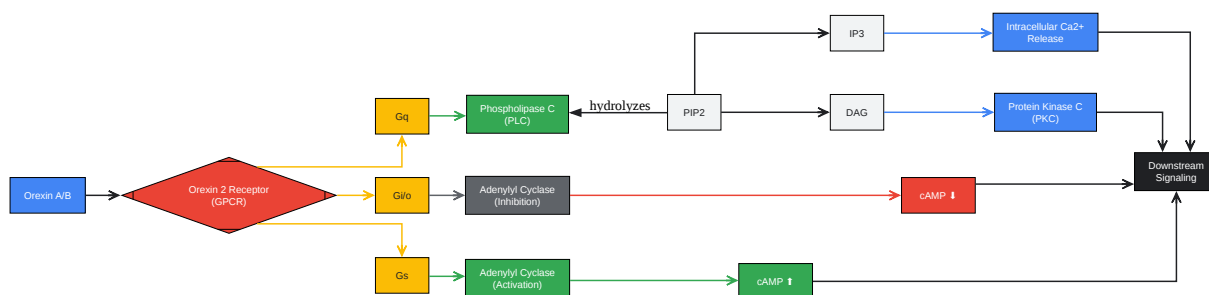 Orexin A/B
Orexin 2 Receptor
(GPCR)
Gq
Phospholipase C
(PLC)
hydrolyzes
PIP2
IP3
Intracellular Ca2+
Release
DAG
Protein Kinase C
(PKC)
Gi/o
Adenylyl Cyclase
(Inhibition)
cAMP ⬇
Gs
Adenylyl Cyclase
(Activation)
cAMP ⬆
Downstream
Signaling